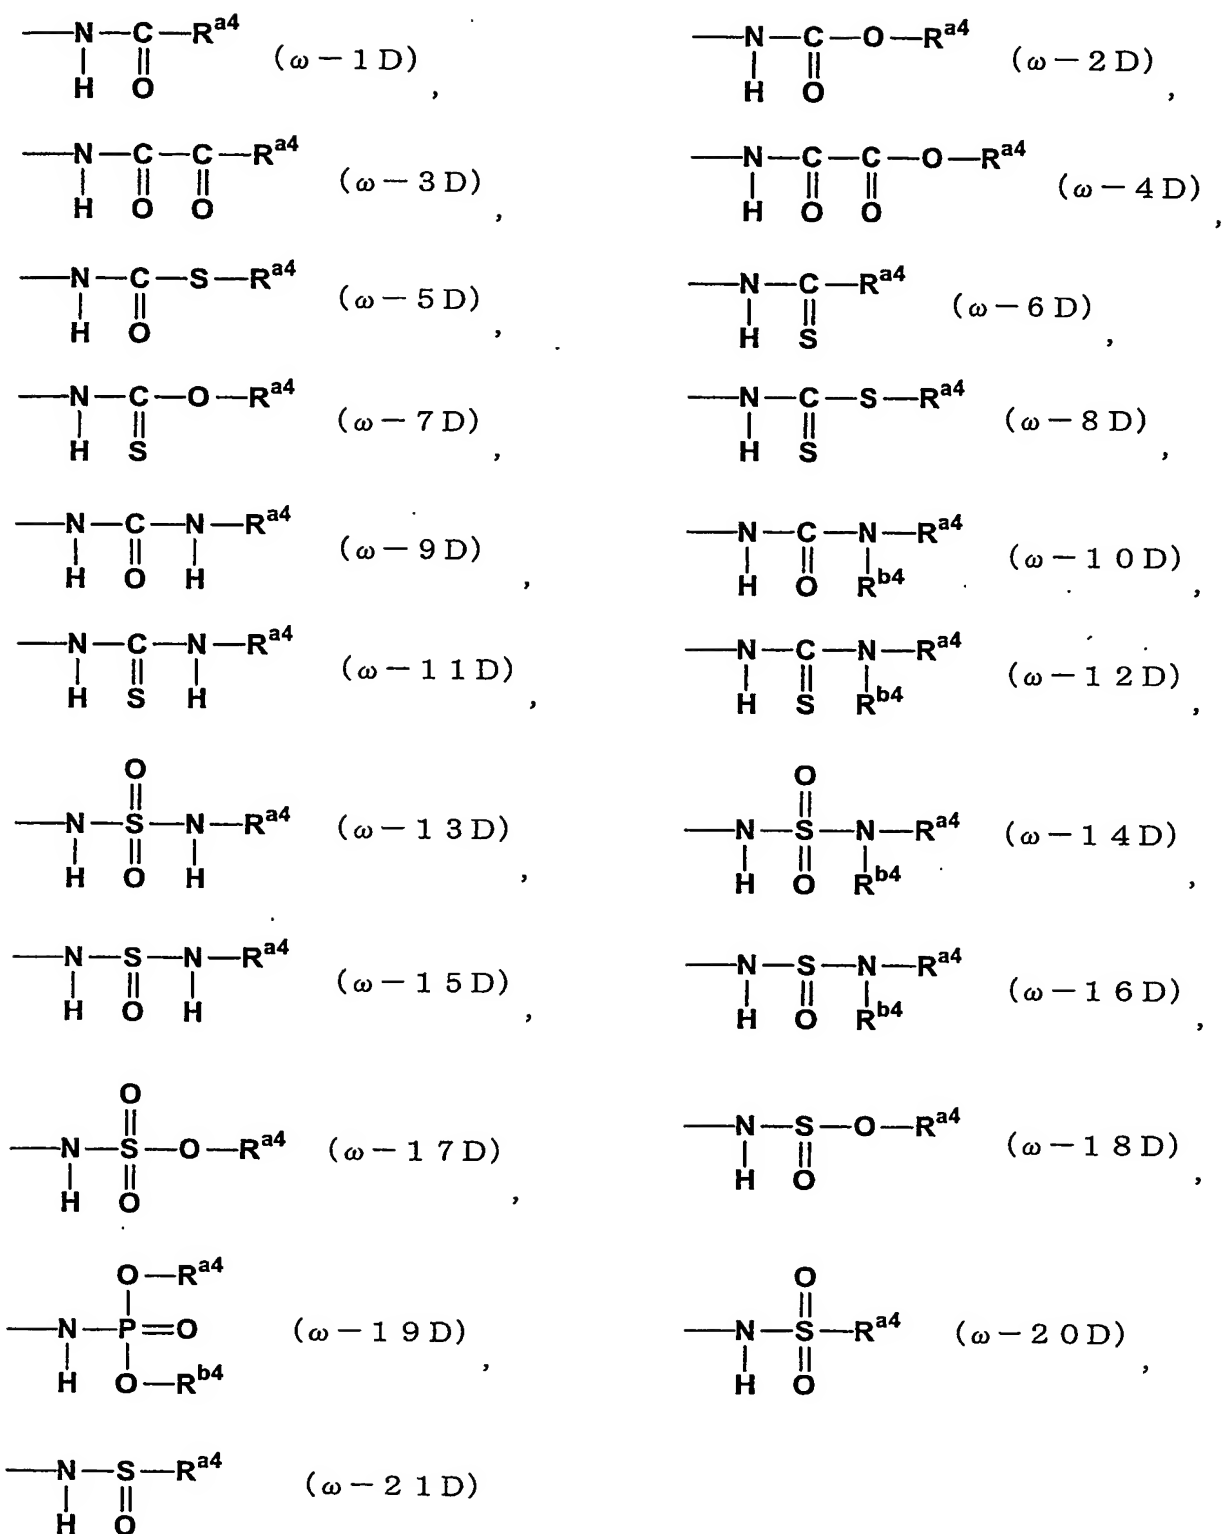 —N—C—R^a4 (ω−1D),
H O
—N—C—O—R^a4 (ω−2D),
H O
—N—C—C—R^a4 (ω−3D),
H O O
—N—C—C—O—R^a4 (ω−4D),
H O O
—N—C—S—R^a4 (ω−5D),
H O
—N—C—R^a4 (ω−6D),
H S
—N—C—O—R^a4 (ω−7D),
H S
—N—C—S—R^a4 (ω−8D),
H S
—N—C—N—R^a4 (ω−9D),
H O H
—N—C—N—R^a4 (ω−10D),
H O R^b4
—N—C—N—R^a4 (ω−11D),
H S H
—N—C—N—R^a4 (ω−12D),
H S R^b4
O
—N—S—N—R^a4 (ω−13D),
H O H
O
—N—S—N—R^a4 (ω−14D),
H O R^b4
—N—S—N—R^a4 (ω−15D),
H O H
—N—S—N—R^a4 (ω−16D),
H O R^b4
O
—N—S—O—R^a4 (ω−17D),
H O
—N—S—O—R^a4 (ω−18D),
H O
O—R^a4
—N—P=O (ω−19D),
H O—R^b4
O
—N—S—R^a4 (ω−20D),
H O
—N—S—R^a4 (ω−21D)
H O